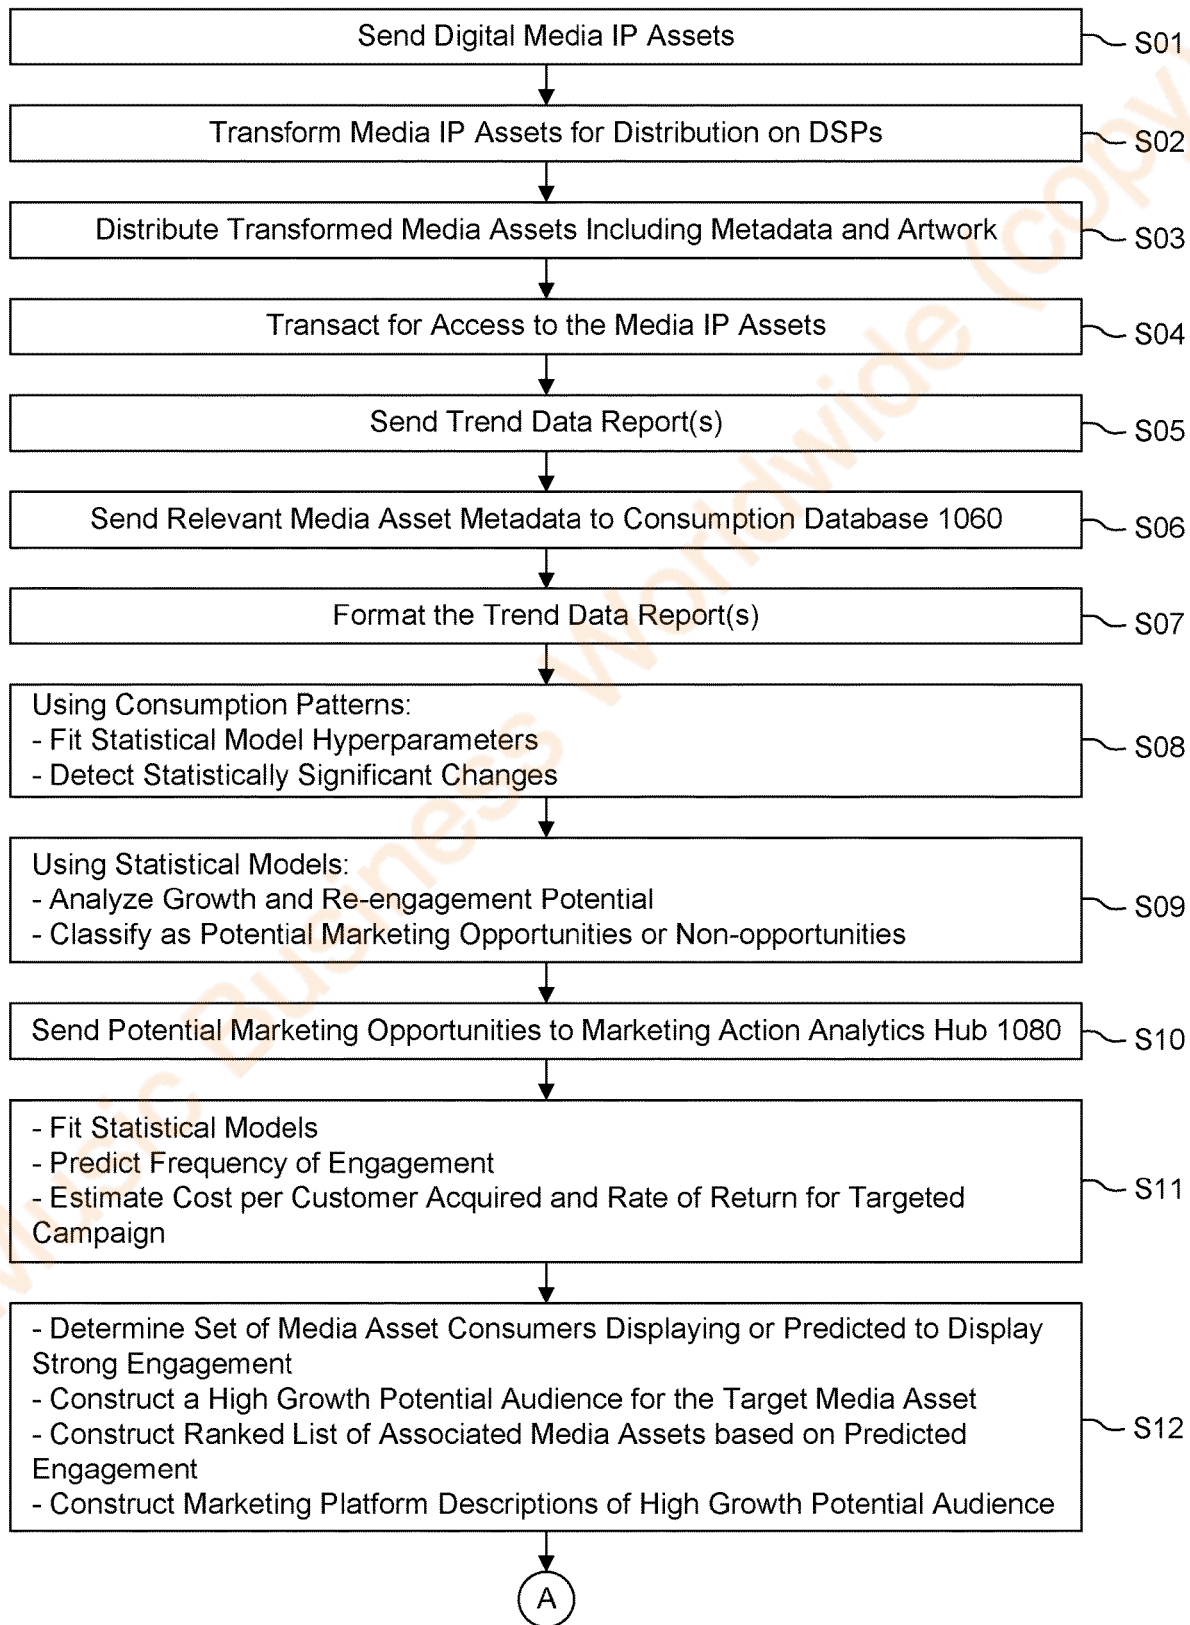 Send Digital Media IP Assets
S01
Transform Media IP Assets for Distribution on DSPs
S02
Distribute Transformed Media Assets Including Metadata and Artwork
S03
Transact for Access to the Media IP Assets
S04
Send Trend Data Report(s)
S05
Send Relevant Media Asset Metadata to Consumption Database 1060
S06
Format the Trend Data Report(s)
S07
Using Consumption Patterns:
- Fit Statistical Model Hyperparameters
- Detect Statistically Significant Changes
S08
Using Statistical Models:
- Analyze Growth and Re-engagement Potential
- Classify as Potential Marketing Opportunities or Non-opportunities
S09
Send Potential Marketing Opportunities to Marketing Action Analytics Hub 1080
S10
- Fit Statistical Models
- Predict Frequency of Engagement
- Estimate Cost per Customer Acquired and Rate of Return for Targeted
Campaign
S11
- Determine Set of Media Asset Consumers Displaying or Predicted to Display
Strong Engagement
- Construct a High Growth Potential Audience for the Target Media Asset
- Construct Ranked List of Associated Media Assets based on Predicted
Engagement
- Construct Marketing Platform Descriptions of High Growth Potential Audience
S12
A
Music Business Worldwide (copy)